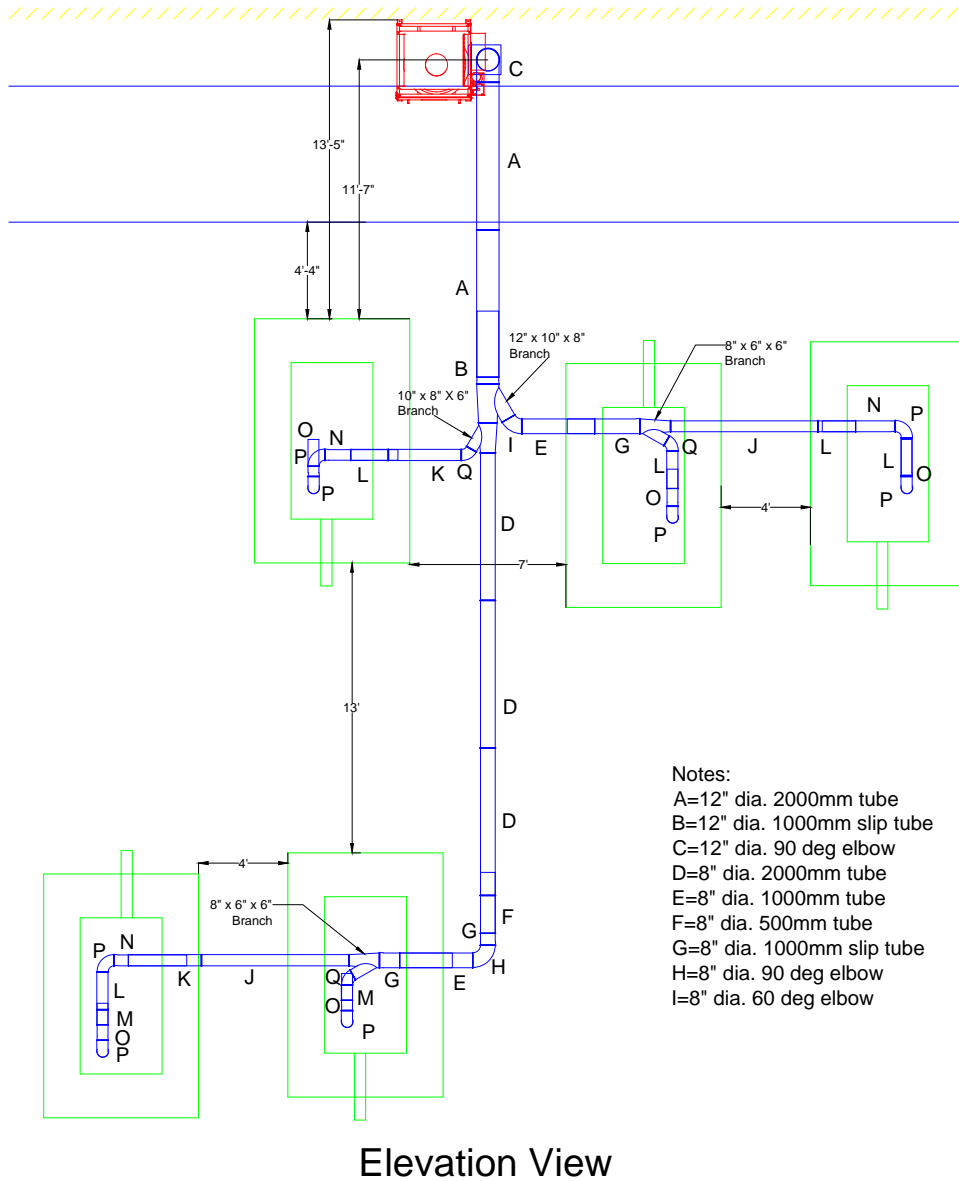 C
A
13'-5"
11'-7"
4'-4"
A
12" x 10" x 8"
Branch
8" x 6" x 6"
Branch
B
10" x 8" X 6"
Branch
N
P
O
N
I
E
G
Q
J
L
P
L
K
Q
L
L
O
P
O
P
P
D
4'
7'
D
13'
D
Notes:
A=12" dia. 2000mm tube
B=12" dia. 1000mm slip tube
C=12" dia. 90 deg elbow
D=8" dia. 2000mm tube
E=8" dia. 1000mm tube
F=8" dia. 500mm tube
G=8" dia. 1000mm slip tube
H=8" dia. 90 deg elbow
I=8" dia. 60 deg elbow
4'
8" x 6" x 6"
Branch
F
G
N
P
K
J
Q
G
E
H
L
M
M
O
O
P
P
Elevation View